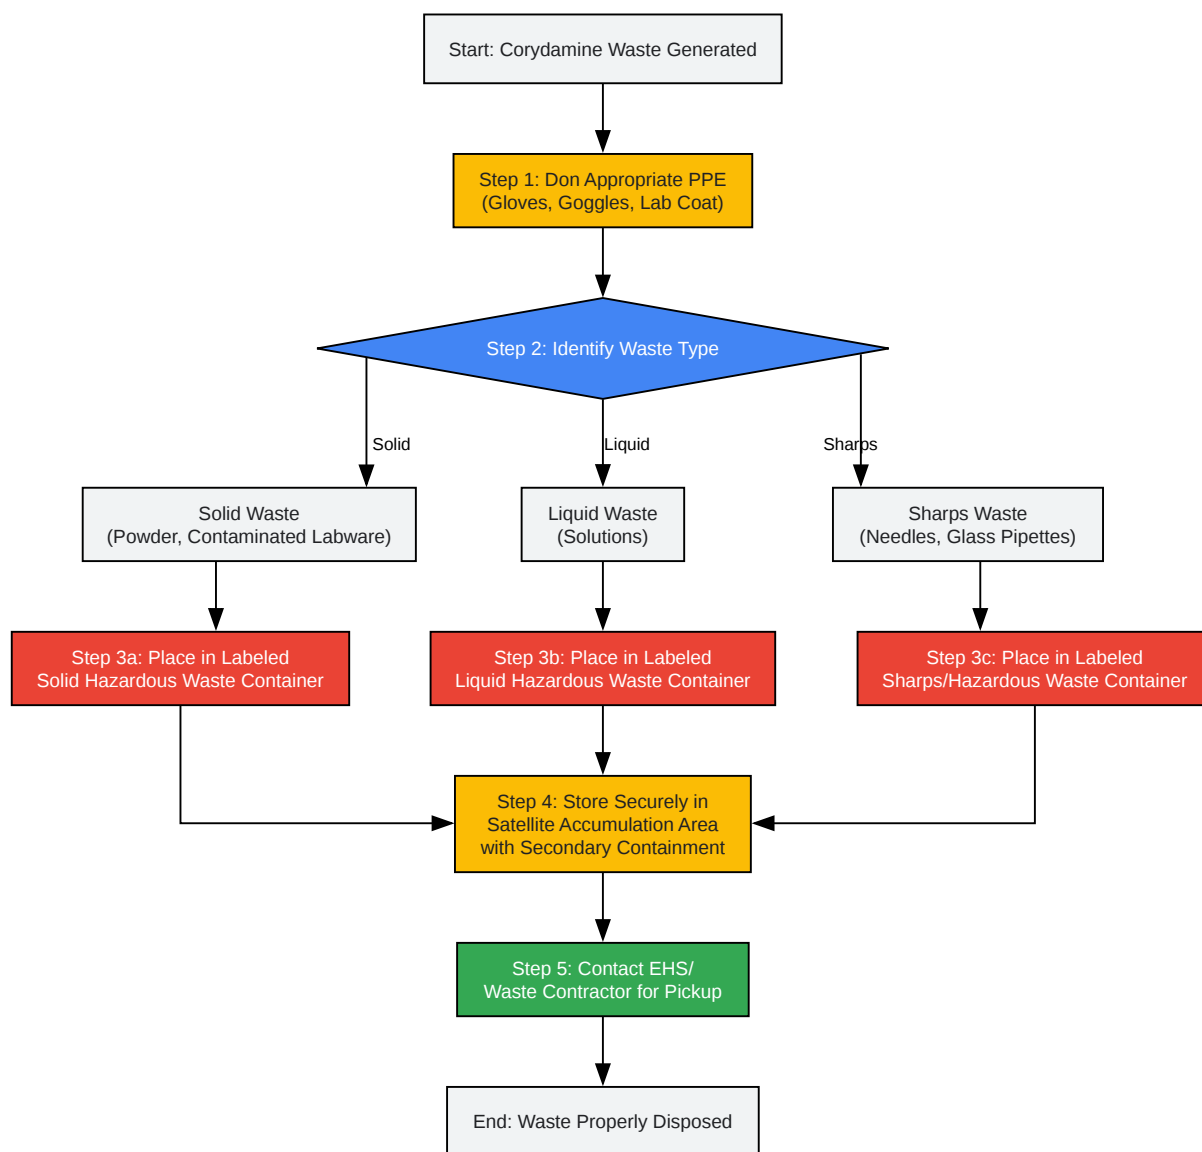 Start: Corydamine Waste Generated
Step 1: Don Appropriate PPE
(Gloves, Goggles, Lab Coat)
Step 2: Identify Waste Type
Solid
Liquid
Sharps
Solid Waste
(Powder, Contaminated Labware)
Liquid Waste
(Solutions)
Sharps Waste
(Needles, Glass Pipettes)
Step 3a: Place in Labeled
Solid Hazardous Waste Container
Step 3b: Place in Labeled
Liquid Hazardous Waste Container
Step 3c: Place in Labeled
Sharps/Hazardous Waste Container
Step 4: Store Securely in
Satellite Accumulation Area
with Secondary Containment
Step 5: Contact EHS/
Waste Contractor for Pickup
End: Waste Properly Disposed